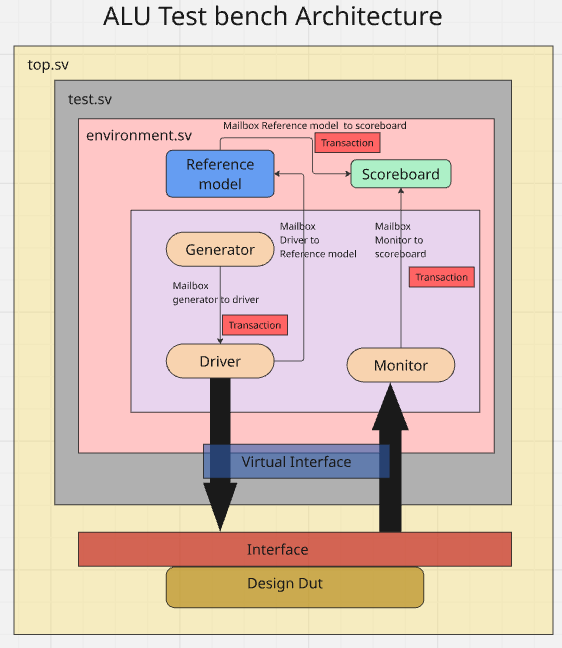 ALU Test bench Architecture
top.sv
test.sv
environment.sv
Mailbox Reference model to scoreboard
Transaction
Reference
model
Scoreboard
Generator
Mailbox
Driver to
Reference model
Mailbox
Monitor to
scoreboard
Transaction
Mailbox
generator to driver
Transaction
Driver
Monitor
Virtual Interface
Interface
Design Dut